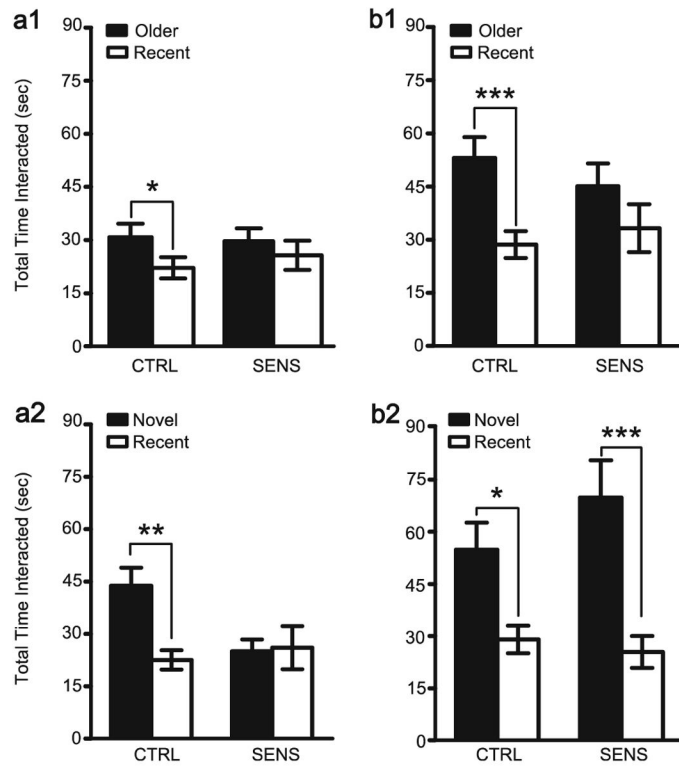 a1
Older
Recent
Total Time Interacted (sec)
90
75
60
45
30
15
0
*
CTRL
SENS
b1
Older
Recent
90
75
60
45
30
15
0
***
CTRL
SENS
a2
Novel
Recent
Total Time Interacted (sec)
90
75
60
45
30
15
0
**
CTRL
SENS
b2
Novel
Recent
90
75
60
45
30
15
0
*
***
CTRL
SENS